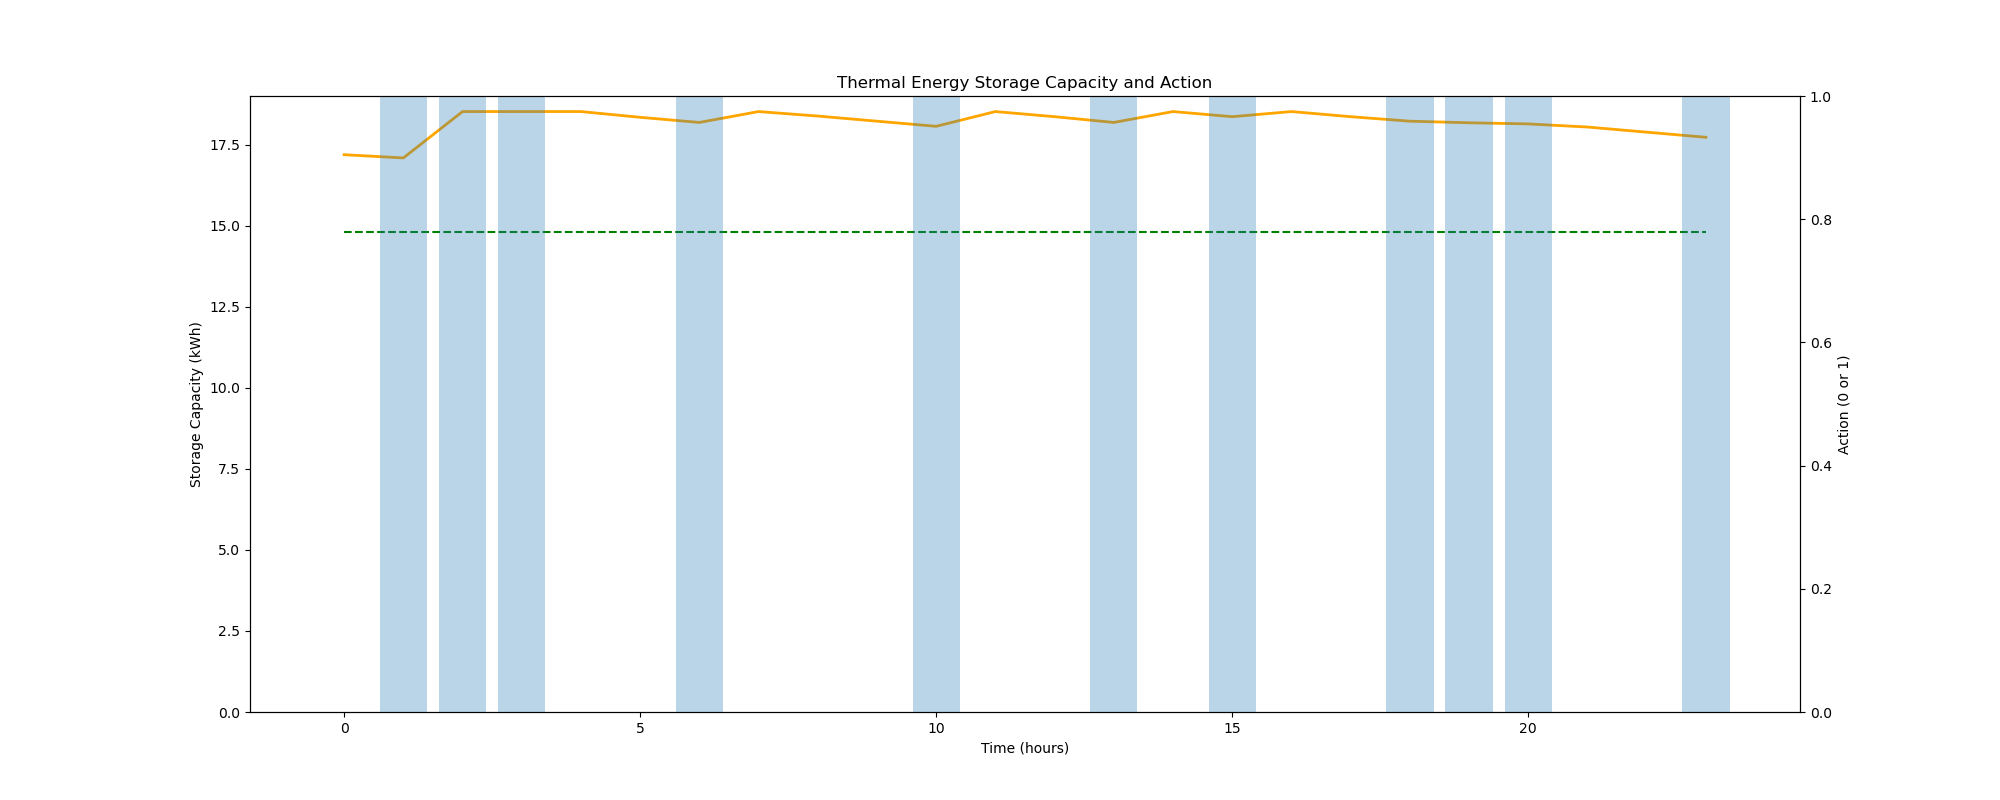 Thermal Energy Storage Capacity and Action
Storage Capacity (kWh)
17.5
15.0
12.5
10.0
7.5
5.0
2.5
0.0
1.0
0.8
0.6
0.4
0.2
0.0
Action (0 or 1)
0 5 10 15 20
Time (hours)